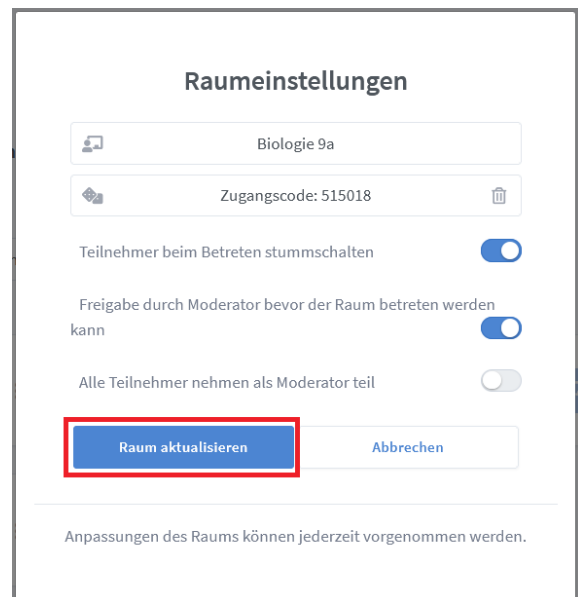 Raumeinstellungen
Biologie 9a
Zugangscode: 515018
Teilnehmer beim Betreten stummschalten
Freigabe durch Moderator bevor der Raum betreten werden
kann
Alle Teilnehmer nehmen als Moderator teil
Raum aktualisieren
Abbrechen
Anpassungen des Raums können jederzeit vorgenommen werden.